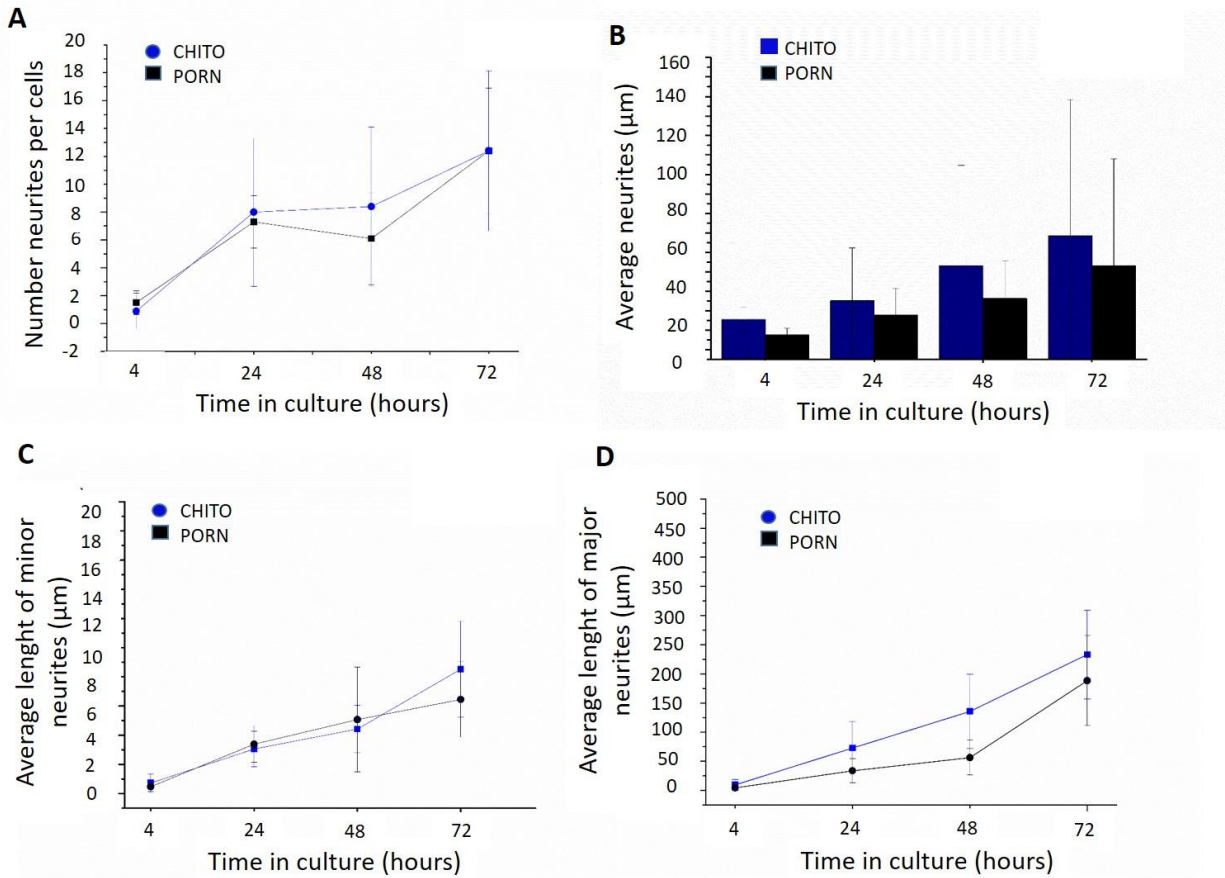 A
Number neurites per cells
20
18
16
14
12
10
8
6
4
2
0
-2
CHITO
PORN
4 24 48 72
Time in culture (hours)
B
Average neurites (µm)
160
140
120
100
80
60
40
20
0
CHITO
PORN
4 24 48 72
Time in culture (hours)
C
Average lenght of minor
neurites (µm)
20
18
16
14
12
10
8
6
4
2
0
CHITO
PORN
4 24 48 72
Time in culture (hours)
D
Average lenght of major
neurites (µm)
500
450
400
450
350
300
250
200
150
50
0
CHITO
PORN
4 24 48 72
Time in culture (hours)